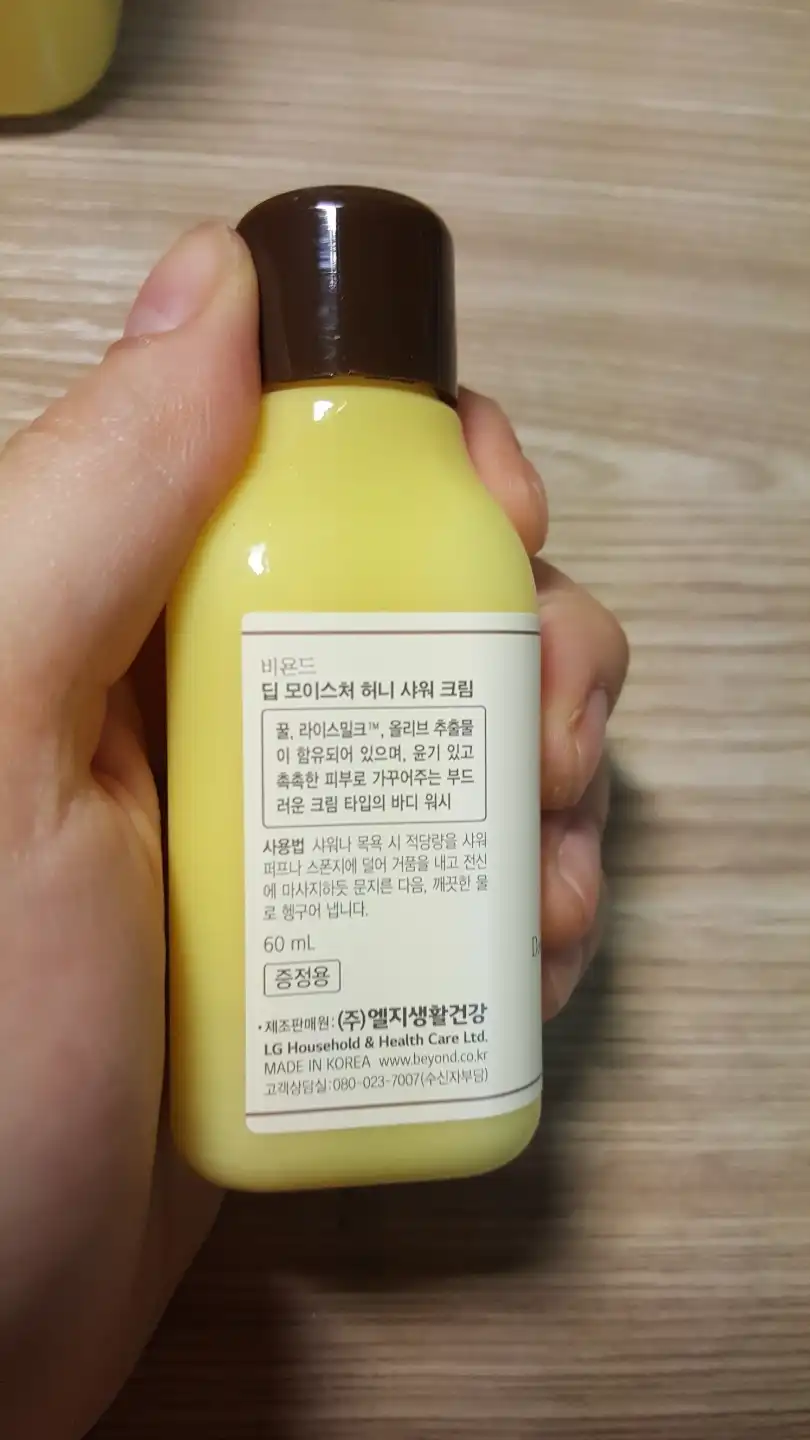 비욘드
딥 모이스처 허니 샤워 크림
꿀, 라이스밀크™, 올리브 추출물
이 함유되어 있으며, 윤기 있고
촉촉한 피부로 가꾸어주는 부드
러운 크림 타입의 바디 워시
사용법 샤워나 목욕 시 적당량을 샤워
퍼프나 스폰지에 덜어 거품을 내고 전신
에 마사지하듯 문지른 다음, 깨끗한 물
로 헹구어 냅니다.
60 mL
증정용
• 제조판매원: (주)엘지생활건강
LG Household & Health Care Ltd.
MADE IN KOREA www.beyond.co.kr
고객상담실:080-023-7007(수신자부담)